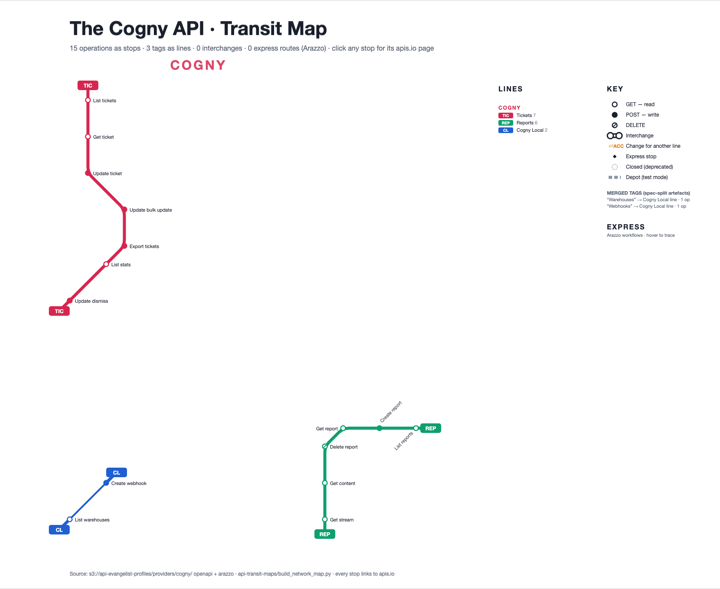 The Cogny API · Transit Map
15 operations as stops · 3 tags as lines · 0 interchanges · 0 express routes (Arazzo) · click any stop for its apis.io page
COGNY
TIC
List tickets
Get ticket
Update ticket
Update bulk update
Export tickets
List stats
Update dismiss
TIC
LINES
COGNY
TIC Tickets 7
REP Reports 6
CL Cogny Local 2
KEY
GET — read
POST — write
DELETE
Interchange
↩ACC Change for another line
Express stop
Closed (deprecated)
Depot (test mode)
MERGED TAGS (spec-split artefacts)
"Warehouses" → Cogny Local line · 1 op
"Webhooks" → Cogny Local line · 1 op
EXPRESS
Arazzo workflows · hover to trace
Create report
Get report
REP
List reports
Delete report
Get content
Get stream
REP
CL
Create webhook
List warehouses
CL
Source: s3://api-evangelist-profiles/providers/cogny/ openapi + arazzo · api-transit-maps/build_network_map.py · every stop links to apis.io